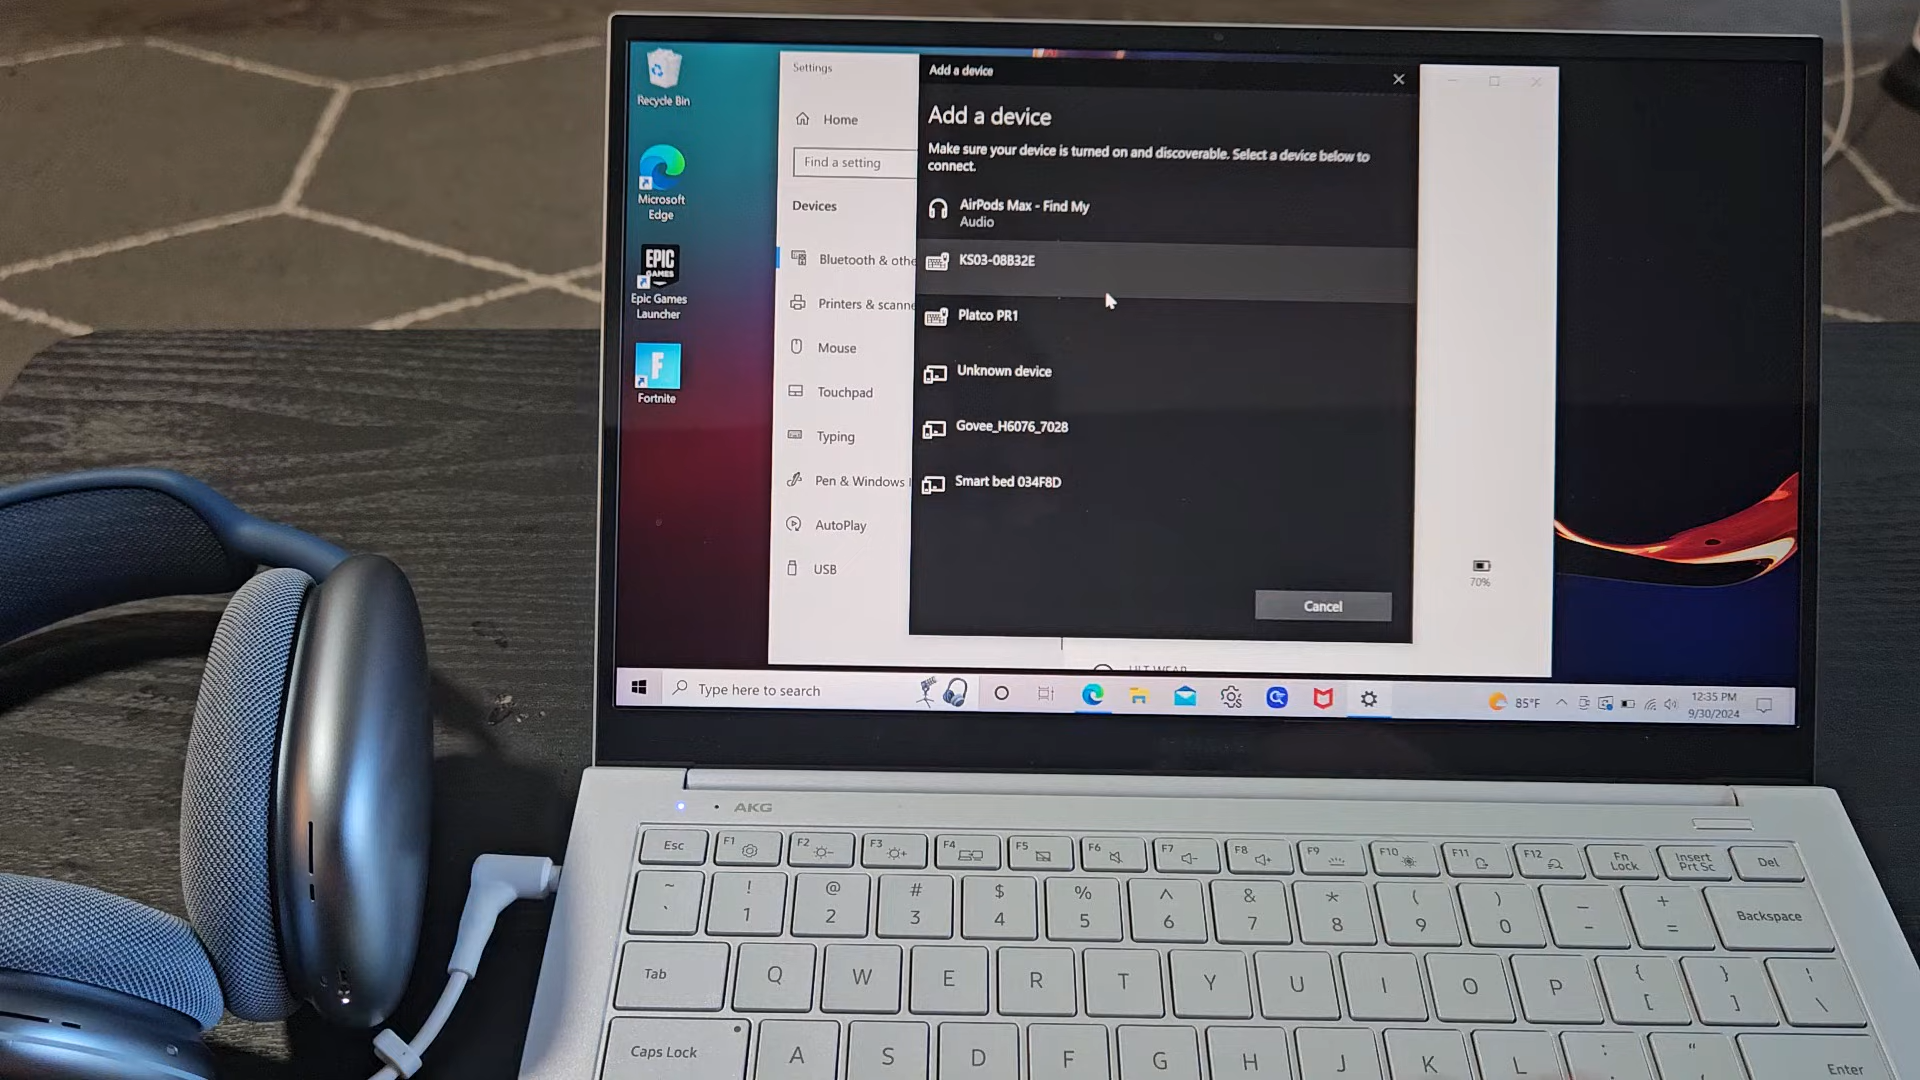 Recycle Bin
Microsoft
Edge
EPIC
GAMES
Epic Games
Launcher
F
Fortnite
Settings
Home
Find a setting
Devices
Bluetooth & othe
Printers & scanne
Mouse
Touchpad
Typing
Pen & Windows I
AutoPlay
USB
Add a device
Add a device
Make sure your device is turned on and discoverable. Select a device below to
connect.
AirPods Max - Find My
Audio
KS03-08B32E
Platco PR1
Unknown device
Govee_H6076_7028
Smart bed 034F8D
Cancel
70%
Type here to search
85°F
12:35 PM
9/30/2024
AKG
Esc F1 F2 F3 F4 F5 F6 F7 F8 F9 F10 F11 F12 Fn Lock Insert Prt Sc Del
~ ` ! 1 @ 2 # 3 $ 4 % 5 ^ 6 & 7 * 8 ( 9 ) 0 _ - + = Backspace
Tab Q W E R T Y U I O P { [ } ] | \
Caps Lock A S D F G H J K L : " Enter